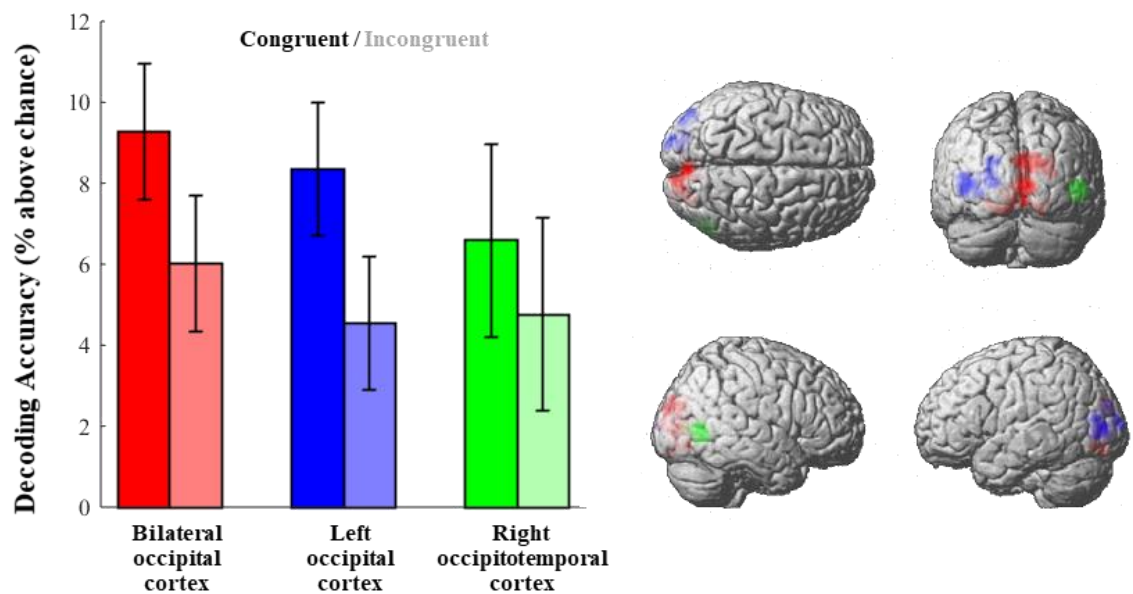 Decoding Accuracy (% above chance)
12
10
8
6
4
2
0
Congruent / Incongruent
Bilateral
occipital
cortex
Left
occipital
cortex
Right
occipitotemporal
cortex